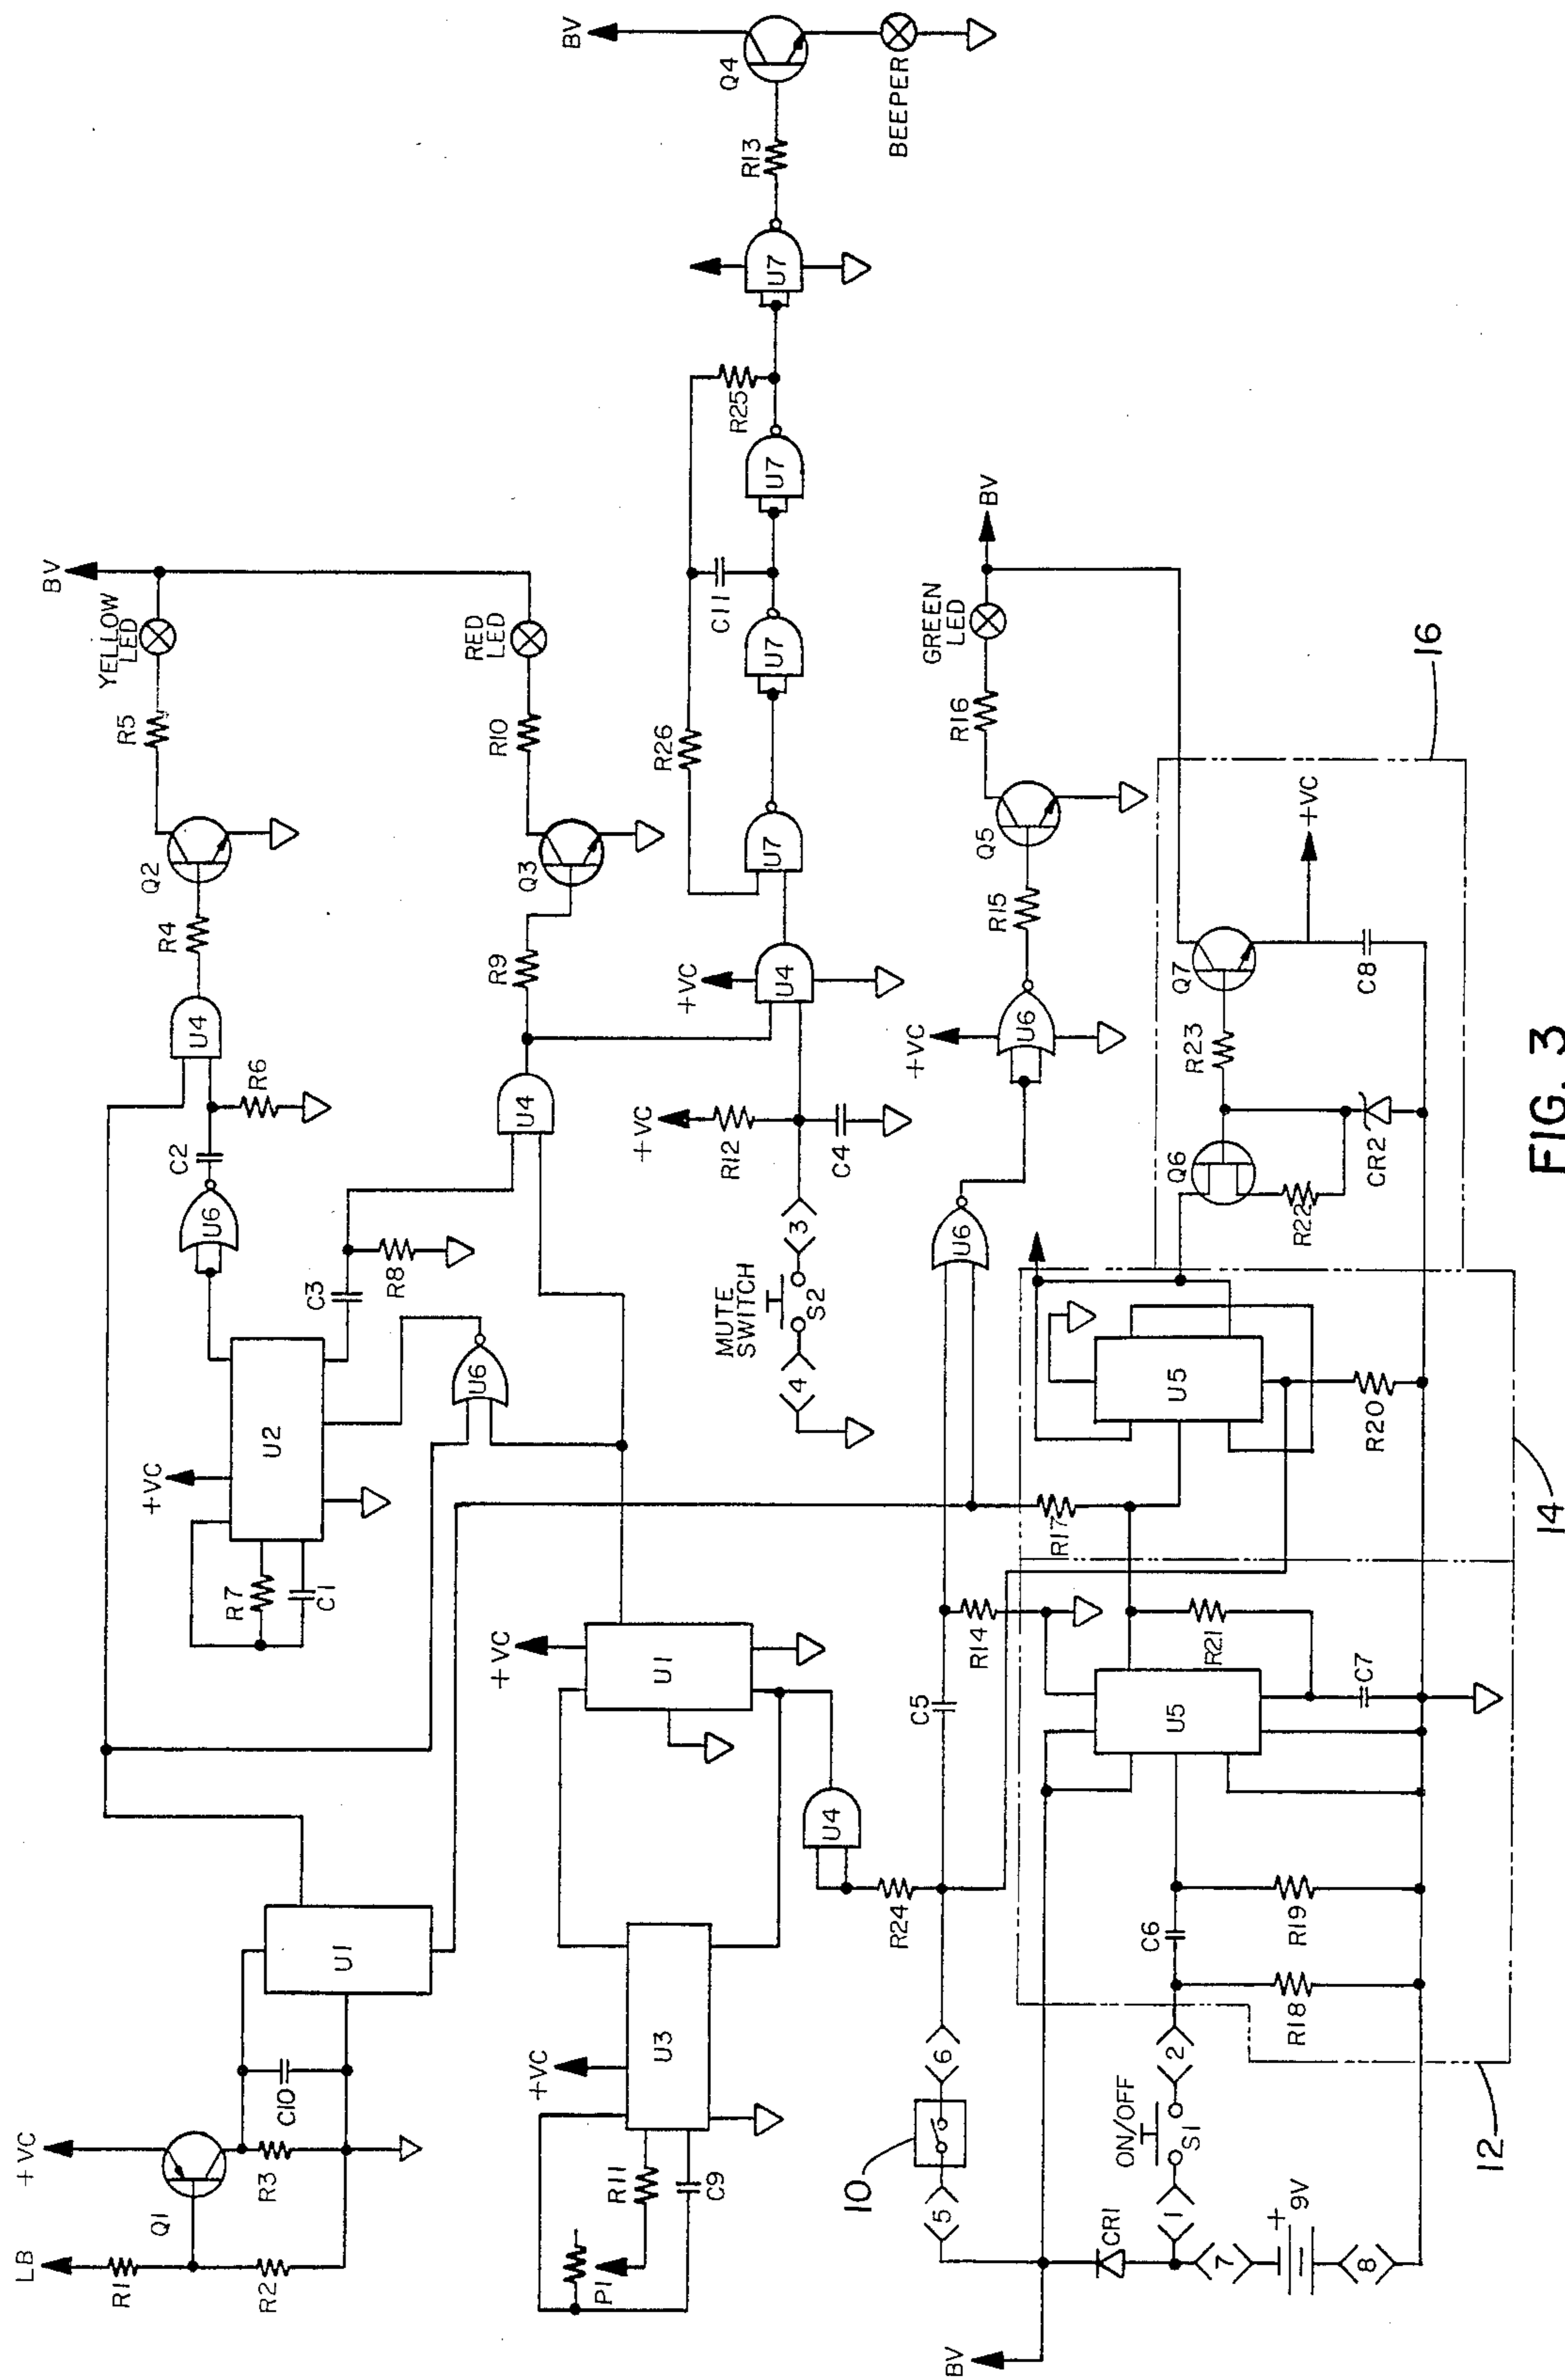 LB
+VC
R1
Q1
R2
R3
C10
U1
+VC
R7
C1
U2
U6
C2
R6
U4
R4
Q2
R5
YELLOW
LED
BV
C3
R8
U6
U4
R9
Q3
R10
RED
LED
P1
R11
C9
+VC
U3
+VC
U1
U4
R24
MUTE
SWITCH
4
S2
3
+VC
R12
C4
+VC
U4
U7
R26
U7
C11
U7
R25
U7
R13
Q4
BV
BEEPER
10
5
6
C5
R14
U6
+VC
U6
R15
Q5
R16
GREEN
LED
BV
BV
CR1
7
+
9V
8
1
ON/OFF
S1
2
C6
R18
R19
U5
R21
C7
R17
U5
R20
Q6
R22
CR2
R23
Q7
C8
+VC
12
14
16
FIG. 3